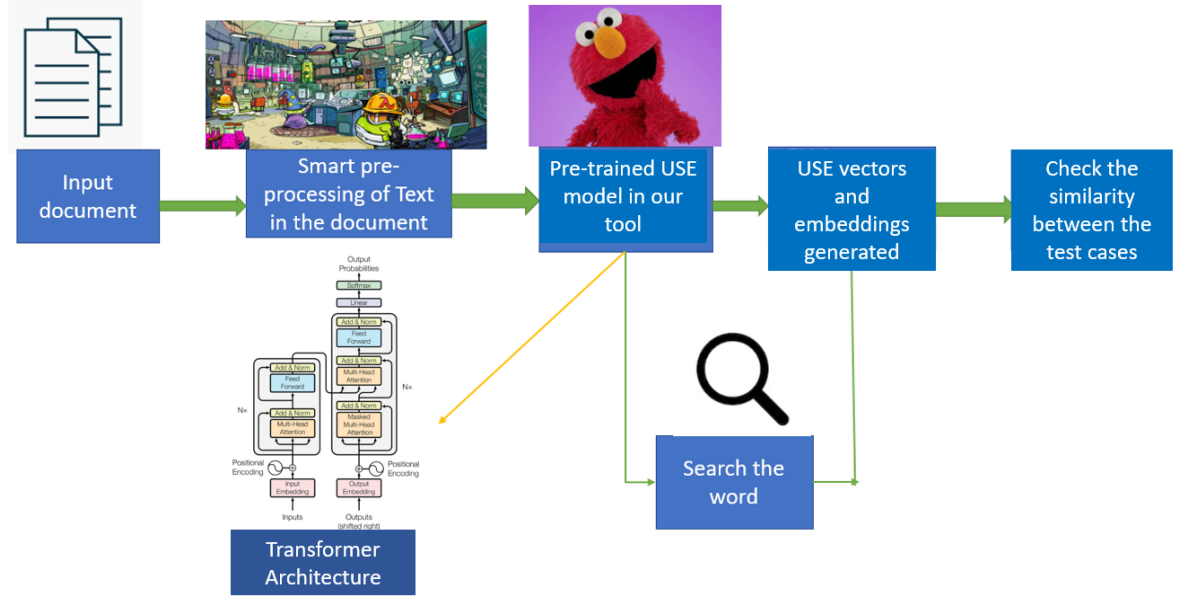 Input
document
Smart pre-
processing of Text
in the document
Pre-trained USE
model in our
tool
USE vectors
and
embeddings
generated
Check the
similarity
between the
test cases
Output
Probabilities
Softmax
Linear
Add & Norm
Feed
Forward
Add & Norm
Multi-Head
Attention
Add & Norm
Feed
Forward
Nx
Add & Norm
Masked
Multi-Head
Attention
Nx
Add & Norm
Multi-Head
Attention
Positional
Encoding
Positional
Encoding
Input
Embedding
Output
Embedding
Inputs
Outputs
(shifted right)
Search the
word
Transformer
Architecture